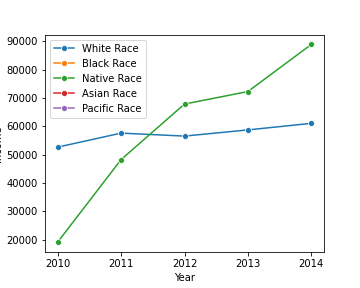 90000
80000
70000
60000
50000
40000
30000
20000
White Race
Black Race
Native Race
Asian Race
Pacific Race
2010 2011 2012 2013 2014
Year